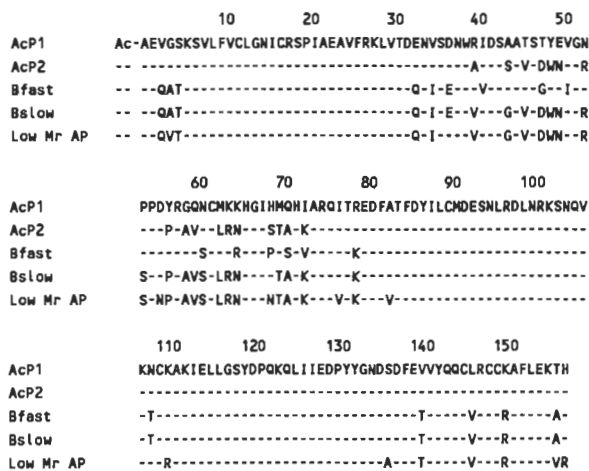 10 20 30 40 50
AcP1 Ac-AEVGSKSVLFVCLGNICRSPIAEAVFRKLVTDENVSDNWRIDSAATSTYEVGN
AcP2 -- ---------------------------------------A---S-V-DWN--R
Bfast -- --QAT---------------------------Q-I-E---V------G--I--
Bslow -- --QAT---------------------------Q-I----V---G-V-DWN--R
Low Mr AP -- --QVT---------------------------Q-I----V---G-V-DWN--R
60 70 80 90 100
AcP1 PPDYRGQNCMKKHGIHMQHIARQITREDFATFDYILCMDESNLRDLNRKSNQV
AcP2 ---P-AV--LRN---STA-K---------------------------------
Bfast -------S---R---P-S-V-----K---------------------------
Bslow S--P-AVS-LRN----TA-K-----K---------------------------
Low Mr AP S-NP-AVS-LRN---NTA-K---V-K---V-----------------------
110 120 130 140 150
AcP1 KNCKAKIELLGSYDPQKQLIIEDPYYGNDSDFEVVYQQCLRCCKAFLEKTH
AcP2 ---------------------------------------------------
Bfast -T-------------------------------T-----V---R-----A-
Bslow -T-------------------------------T-----V---R-----A-
Low Mr AP ---R-------------------------A---T-----V---R-----VR